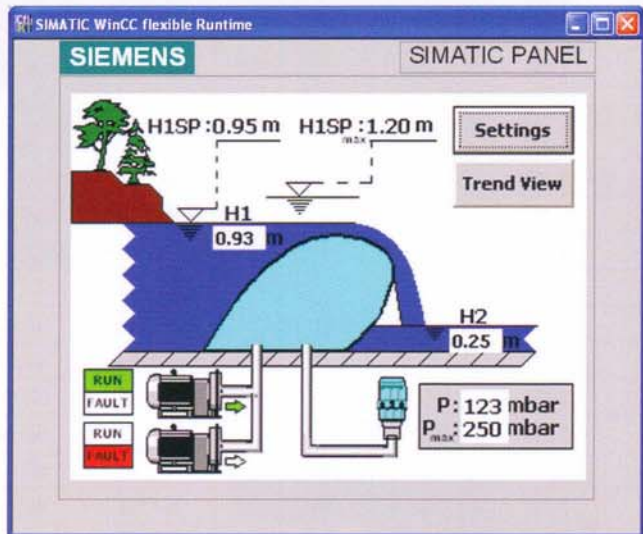 SIMATIC WinCC flexible Runtime
SIEMENS
SIMATIC PANEL
H1SP :0.95 m
H1SP :1.20 m
max
Settings
Trend View
H1
0.93 m
H2
0.25 m
RUN
FAULT
RUN
FAULT
P: 123 mbar
Pmax: 250 mbar